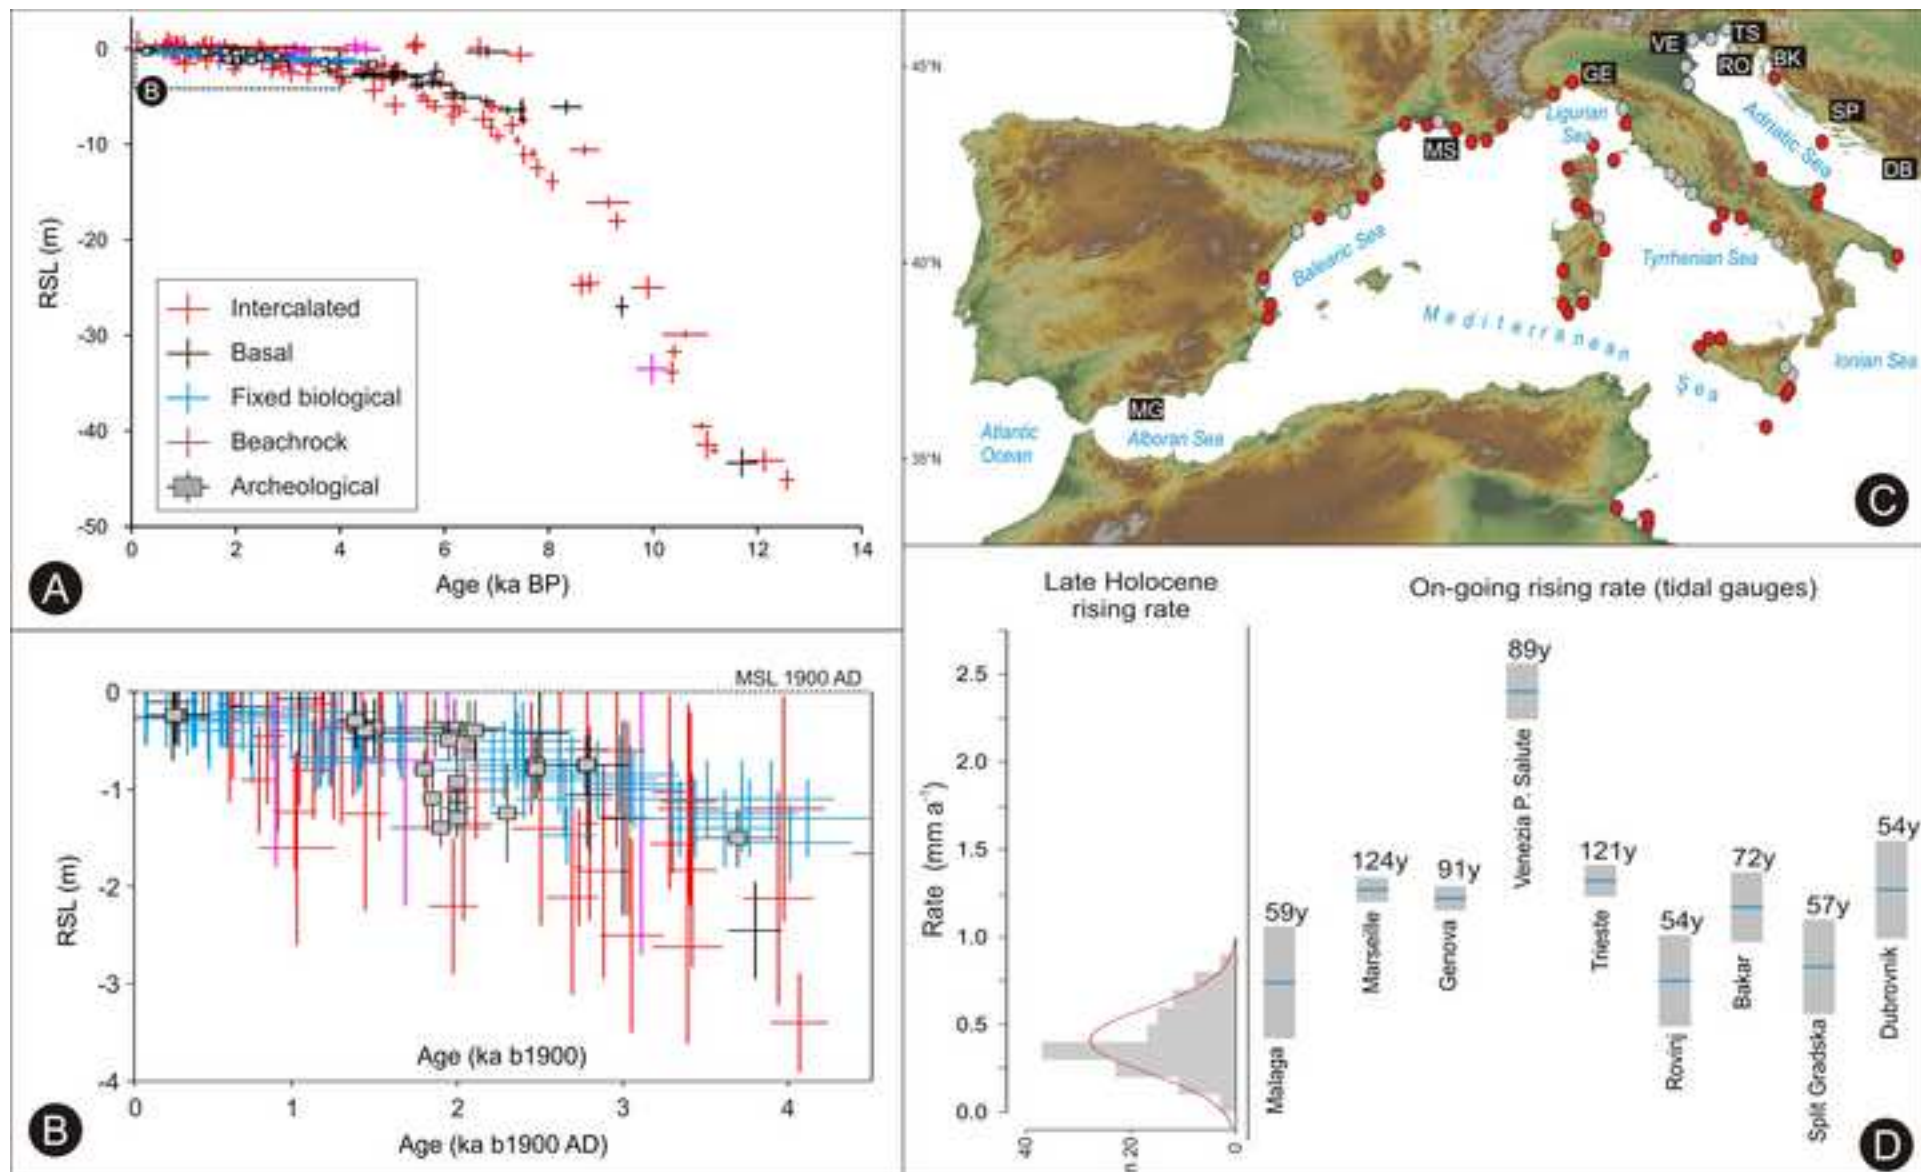 0
-10
-20
-30
-40
-50
RSL (m)
B
Intercalated
Basal
Fixed biological
Beachrock
Archeological
0 2 4 6 8 10 12 14
Age (ka BP)
A
MSL 1900 AD
0
-1
-2
-3
-4
RSL (m)
Age (ka b1900)
0 1 2 3 4
Age (ka b1900 AD)
B
45°N
40°N
35°N
VE
TS
RO
BK
GE
SP
DB
MS
MG
Ligurian
Sea
Adriatic Sea
Balearic Sea
Tyrrhenian Sea
Mediterranean
Sea
Ionian Sea
Atlantic
Ocean
Alboran Sea
C
Late Holocene
rising rate
On-going rising rate (tidal gauges)
2.5
2.0
1.5
1.0
0.5
0.0
Rate (mm a⁻¹)
40
n 20
0
59y
Malaga
124y
Marseille
91y
Genova
89y
Venezia P. Salute
121y
Trieste
54y
Rovinj
72y
Bakar
57y
Split Gradska
54y
Dubrovnik
D